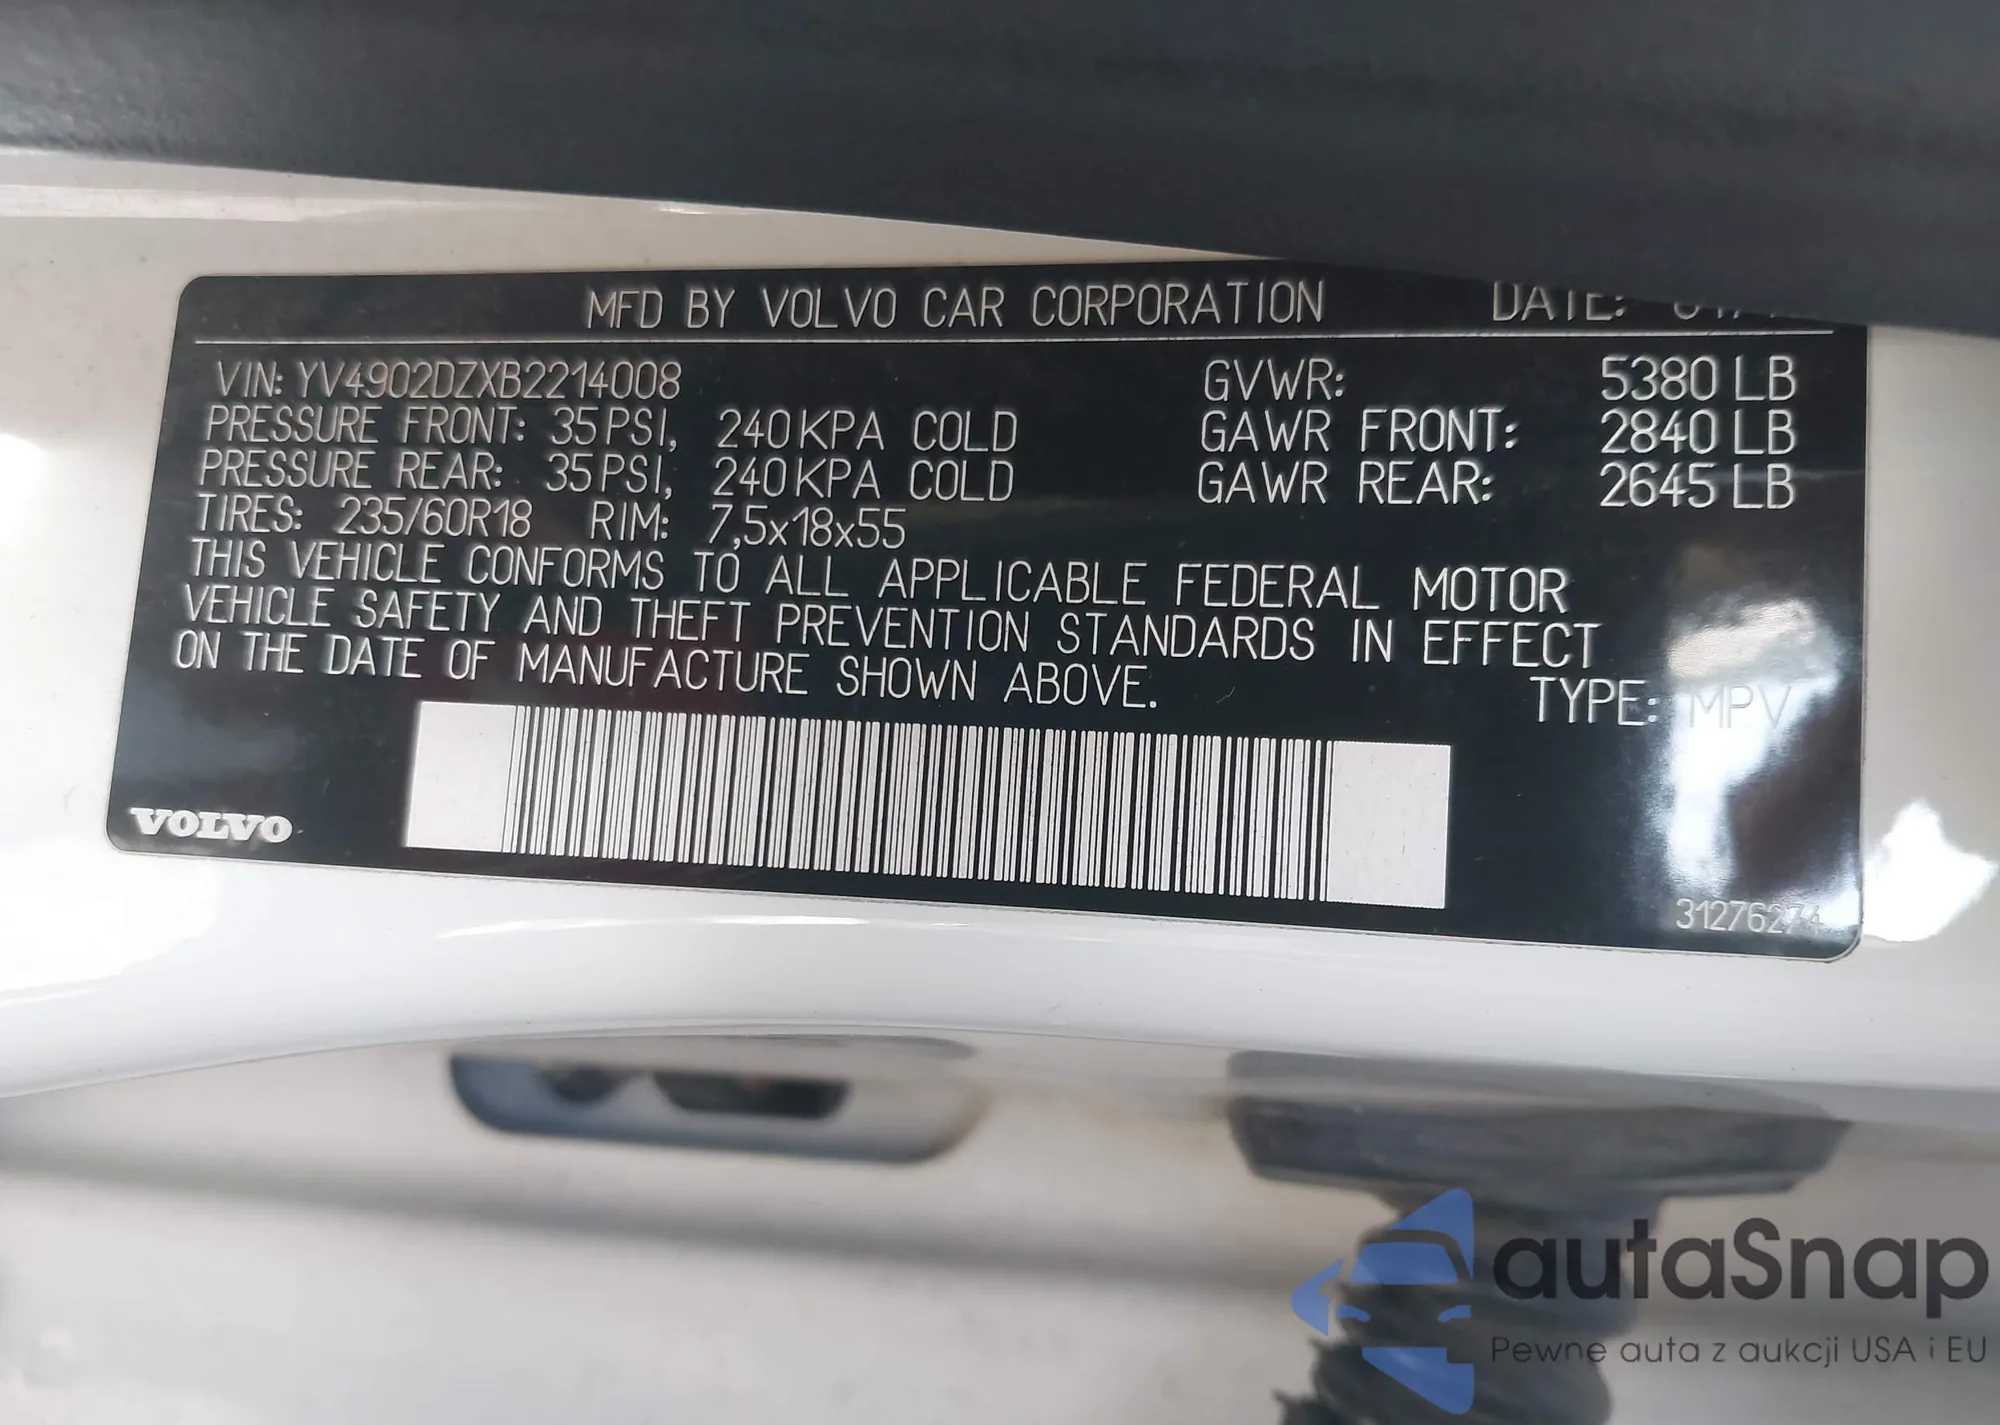 MFD BY VOLVO CAR CORPORATION DATE:
VIN: YV4902DZXB2214008 GVWR: 5380 LB
PRESSURE FRONT: 35 PSI, 240 KPA COLD GAWR FRONT: 2840 LB
PRESSURE REAR: 35 PSI, 240 KPA COLD GAWR REAR: 2645 LB
TIRES: 235/60R18 RIM: 7,5x18x55
THIS VEHICLE CONFORMS TO ALL APPLICABLE FEDERAL MOTOR
VEHICLE SAFETY AND THEFT PREVENTION STANDARDS IN EFFECT
ON THE DATE OF MANUFACTURE SHOWN ABOVE.
TYPE: MPV
VOLVO
31276274
autaSnap
Pewne auta z aukcji USA i EU